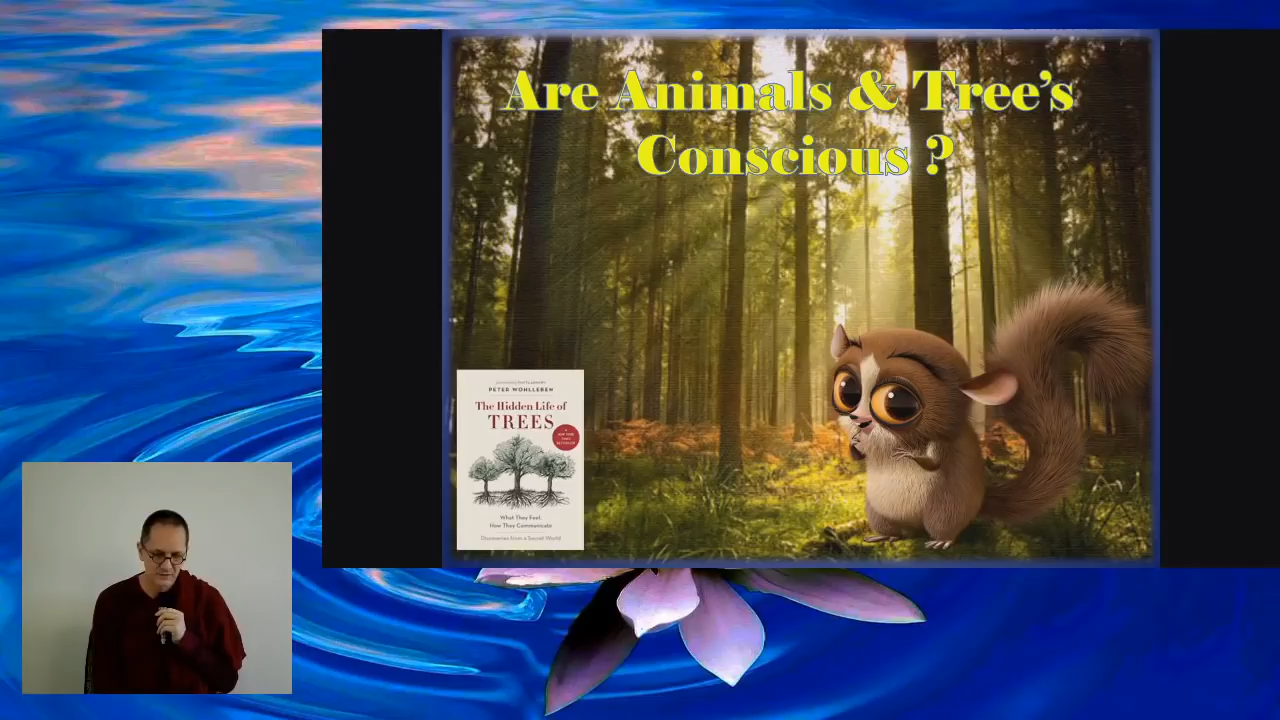 Are Animals & Tree's
Conscious ?
PETER WOHLLEBEN
The Hidden Life of
TREES
What They Feel,
How They Communicate
Discoveries from a Secret World